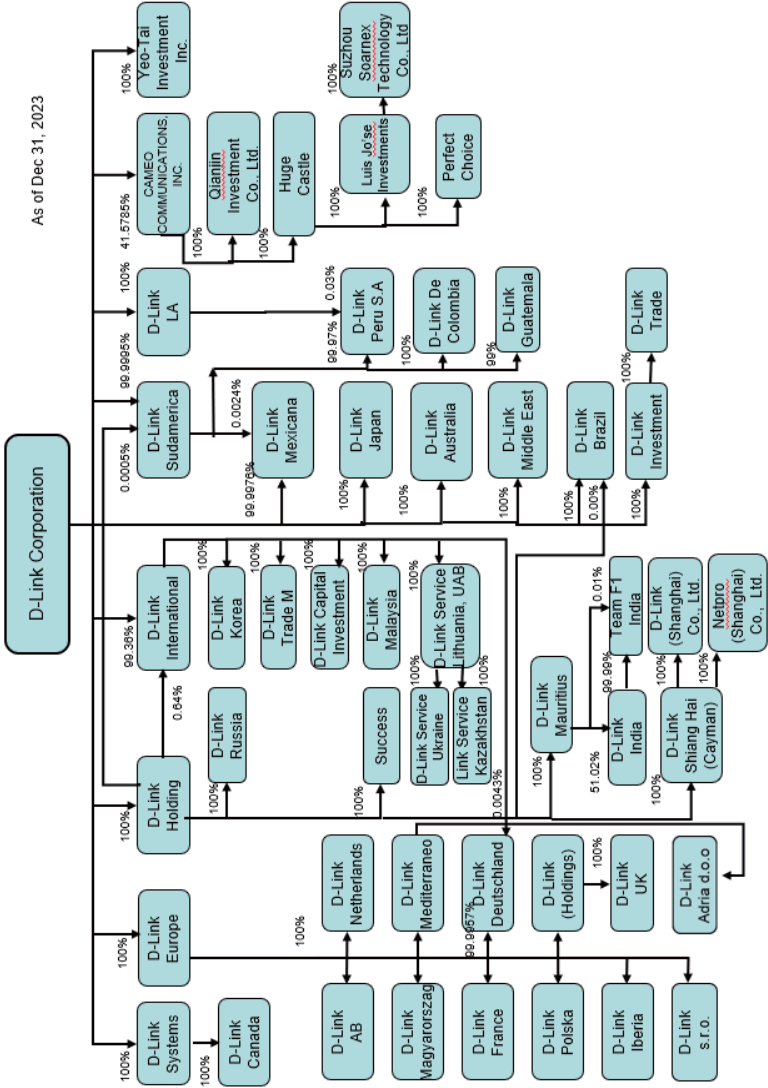 As of Dec 31, 2023
D-Link Corporation
100%
D-Link
Systems
100%
D-Link
Canada
100%
D-Link
Europe
100%
D-Link
AB
D-Link
Netherlands
D-Link
Magyarorszag
D-Link
Mediterraneo
D-Link
France
99.9957%
D-Link
Deutschland
0.0043%
D-Link
Polska
D-Link
(Holdings)
100%
D-Link
UK
D-Link
Iberia
D-Link
s.r.o.
D-Link
Adria d.o.o
100%
D-Link
Holding
0.64%
100%
D-Link
Russia
100%
Success
100%
D-Link
Mauritius
51.02%
D-Link
India
99.99%
0.01%
Team F1
India
100%
D-Link
Shiang Hai
(Cayman)
100%
D-Link
(Shanghai)
Co., Ltd.
100%
Netpro
(Shanghai)
Co., Ltd.
99.36%
D-Link
International
100%
D-Link
Korea
100%
D-Link
Trade M
100%
D-Link Capital
Investment
100%
D-Link
Malaysia
100%
D-Link Service
Lithuania, UAB
100%
D-Link Service
Ukraine
100%
Link Service
Kazakhstan
0.0005%
99.9995%
D-Link
Sudamerica
99.9976%
0.0024%
D-Link
Mexicana
100%
D-Link
Japan
100%
D-Link
Australia
100%
D-Link
Middle East
100%
0.00%
D-Link
Brazil
100%
D-Link
Investment
100%
D-Link
Trade
100%
D-Link
LA
99.97%
0.03%
D-Link
Peru S.A
100%
D-Link De
Colombia
99%
D-Link
Guatemala
41.5785%
CAMEO
COMMUNICATIONS,
INC.
100%
Qianjin
Investment
Co., Ltd.
100%
Huge
Castle
100%
Luis Jo'se
Investments
100%
Suzhou
Soarnex
Technology
Co., Ltd
100%
Perfect
Choice
100%
Yeo-Tai
Investment
Inc.